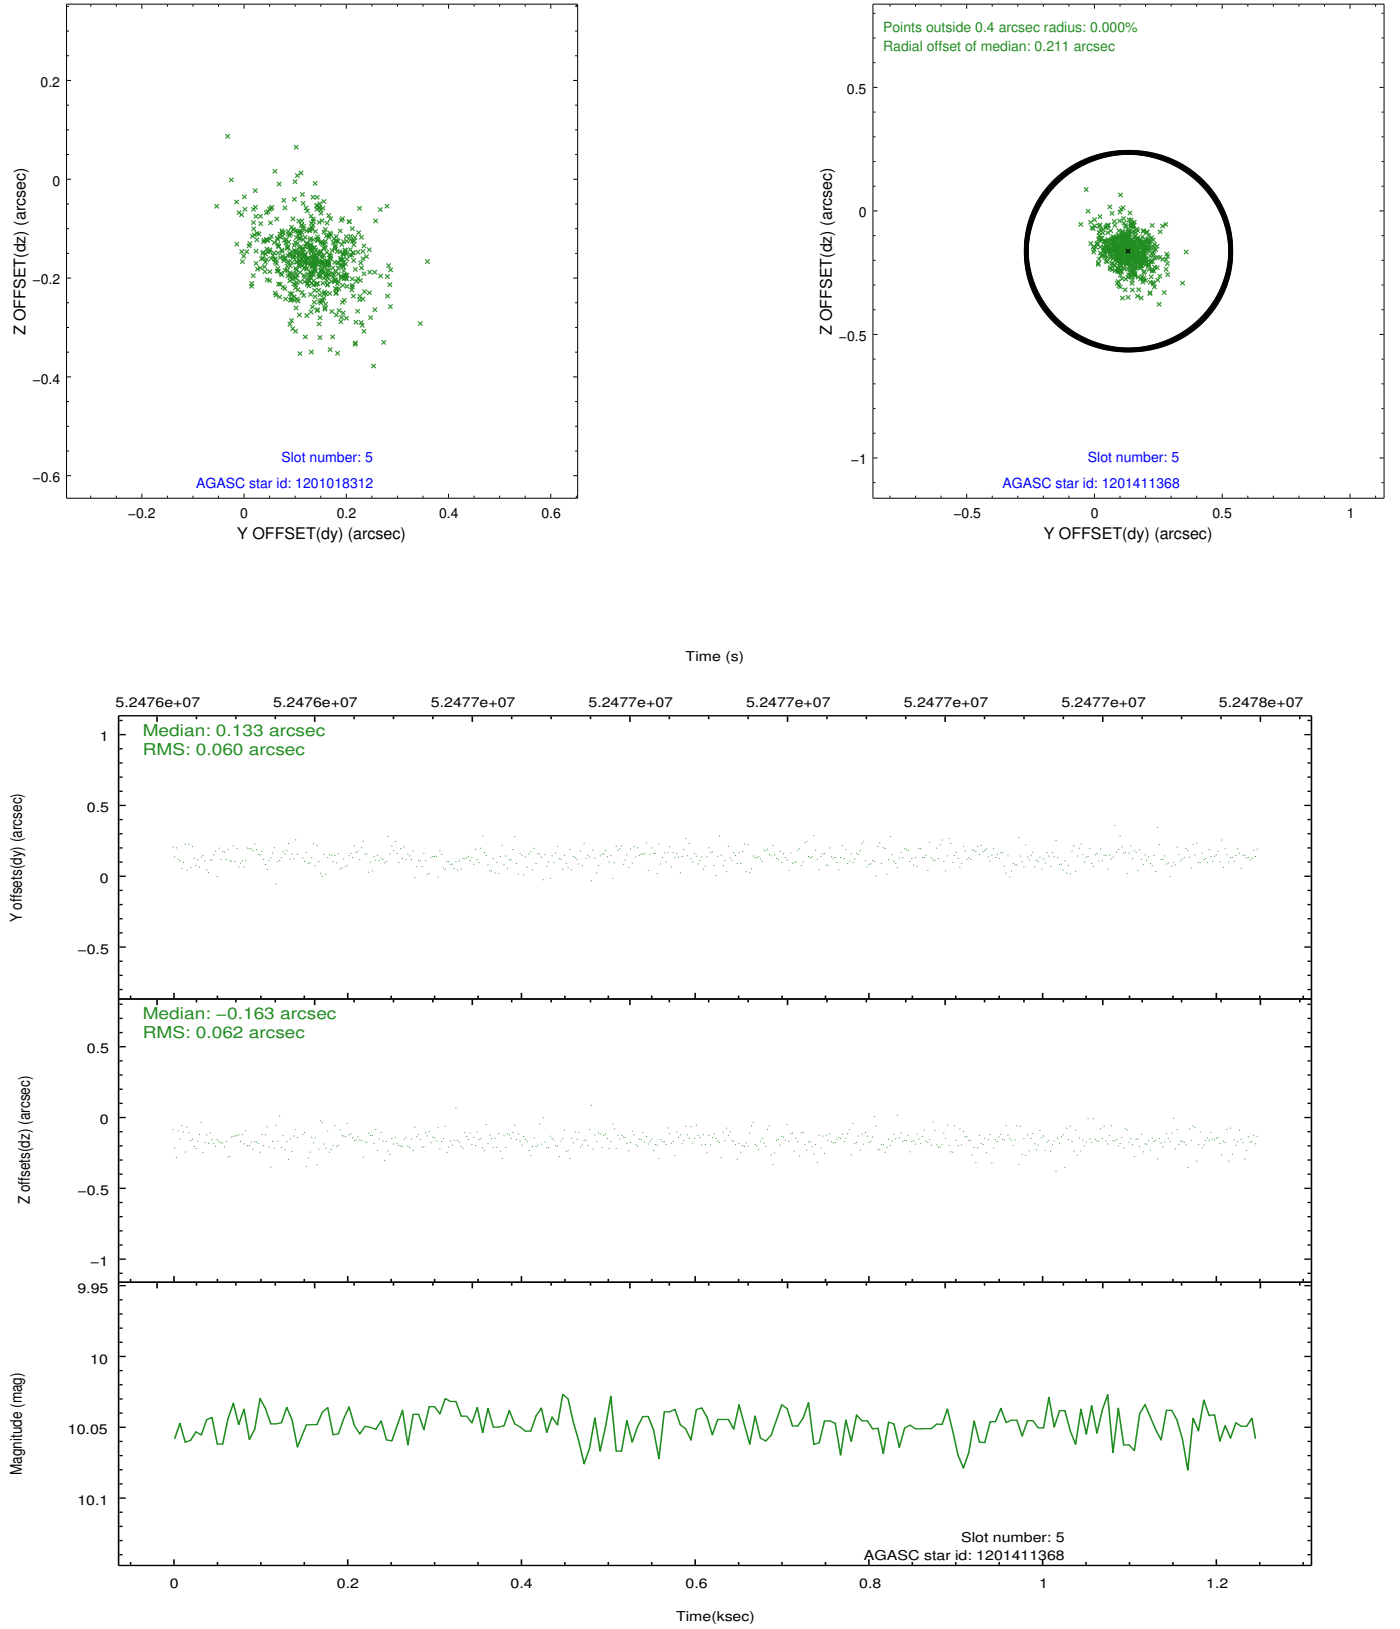 0.2
0
−0.2
−0.4
−0.6
Z OFFSET(dz) (arcsec)
Slot number: 5
AGASC star id: 1201018312
−0.2 0 0.2 0.4 0.6
Y OFFSET(dy) (arcsec)
Points outside 0.4 arcsec radius: 0.000%
Radial offset of median: 0.211 arcsec
0.5
0
−0.5
−1
Z OFFSET(dz) (arcsec)
Slot number: 5
AGASC star id: 1201411368
−0.5 0 0.5 1
Y OFFSET(dy) (arcsec)
Time (s)
5.2476e+07 5.2476e+07 5.2477e+07 5.2477e+07 5.2477e+07 5.2477e+07 5.2477e+07 5.2478e+07
Median: 0.133 arcsec
RMS: 0.060 arcsec
1
0.5
0
−0.5
Y offsets(dy) (arcsec)
Median: −0.163 arcsec
RMS: 0.062 arcsec
0.5
0
−0.5
−1
Z offsets(dz) (arcsec)
9.95
10
10.05
10.1
Magnitude (mag)
Slot number: 5
AGASC star id: 1201411368
0 0.2 0.4 0.6 0.8 1 1.2
Time(ksec)